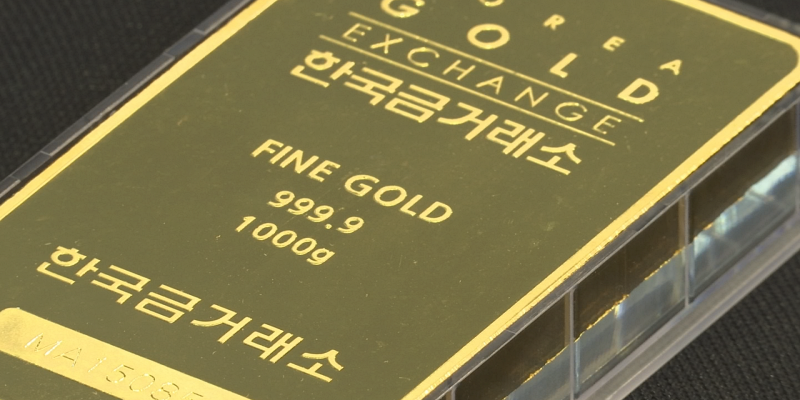 OREA
GOLD
EXCHANGE
한국금거래소
FINE GOLD
999.9
1000g
한국금거래소